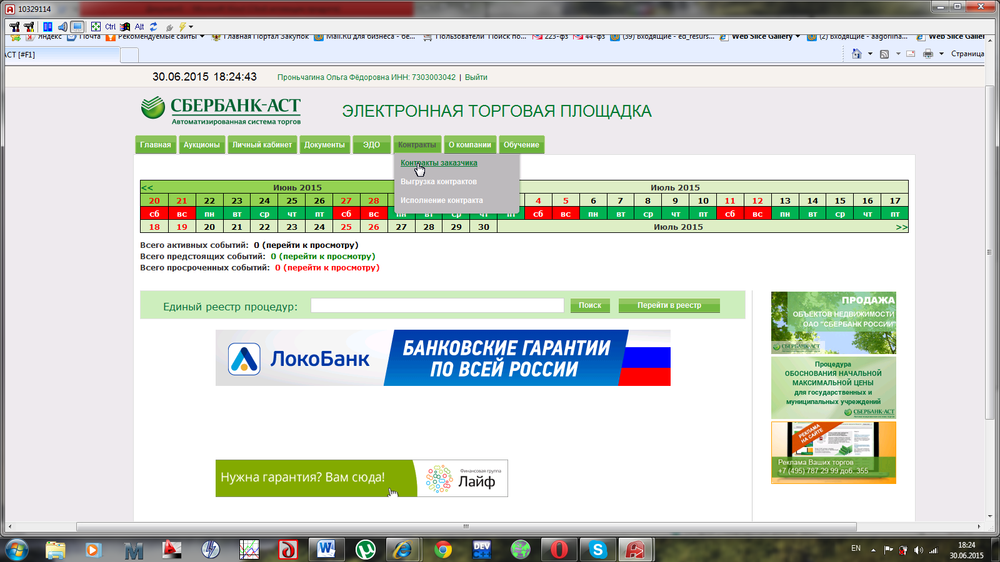 10329114
Ctrl
Alt
Яндекс
Почта
Рекомендуемые сайты
Главная Портал Закупок
Mail.Ru для бизнеса - бе...
Пользователи Поиск по...
223-фз
44-фз
(39) Входящие - ed_resurs...
Web Slice Gallery
(2) Входящие - aagorlina...
Web Slice Galler
АСТ [#F1]
Страница
30.06.2015 18:24:43
Проньчагина Ольга Фёдоровна ИНН: 7303003042 | Выйти
СБЕРБАНК-АСТ
Автоматизированная система торгов
ЭЛЕКТРОННАЯ ТОРГОВАЯ ПЛОЩАДКА
Главная
Аукционы
Личный кабинет
Документы
ЭДО
Контракты
О компании
Обучение
Контракты заказчика
Выгрузка контрактов
Исполнение контракта
<< Июнь 2015 Июль 2015
20 21 22 23 24 25 26 27 28 4 5 6 7 8 9 10 11 12 13 14 15 16 17
сб вс пн вт ср чт пт сб вс пн вт ср чт пт сб вс пн вт ср чт пт сб вс пн вт ср чт пт
18 19 20 21 22 23 24 25 26 27 28 29 30 Июль 2015 >>
Всего активных событий: 0 (перейти к просмотру)
Всего предстоящих событий: 0 (перейти к просмотру)
Всего просроченных событий: 0 (перейти к просмотру)
Единый реестр процедур:
Поиск
Перейти в реестр
ЛокоБанк
БАНКОВСКИЕ ГАРАНТИИ
ПО ВСЕЙ РОССИИ
Нужна гарантия? Вам сюда!
Финансовая группа
Лайф
ПРОДАЖА
ОБЪЕКТОВ НЕДВИЖИМОСТИ
ОАО "СБЕРБАНК РОССИИ"
СБЕРБАНК-АСТ
Процедура
ОБОСНОВАНИЯ НАЧАЛЬНОЙ
МАКСИМАЛЬНОЙ ЦЕНЫ
для государственных и
муниципальных учреждений
СБЕРБАНК-АСТ
РЕКЛАМА
НА САЙТЕ
Реклама Ваших торгов
+7 (495) 787 29 99 доб. 355
DEV
C++
EN
18:24
30.06.2015